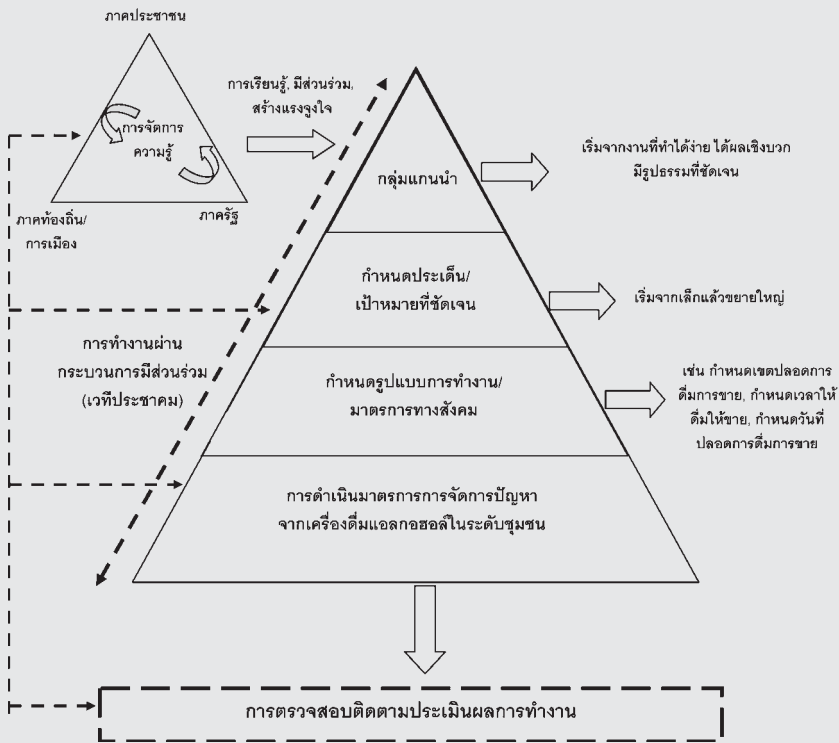 ภาคประชาชน
การจัดการ
ความรู้
ภาคท้องถิ่น/
การเมือง
ภาครัฐ
การเรียนรู้, มีส่วนร่วม,
สร้างแรงจูงใจ
กลุ่มแกนนำ
เริ่มจากงานที่ทำได้ง่าย ได้ผลเชิงบวก
มีรูปธรรมที่ชัดเจน
กำหนดประเด็น/
เป้าหมายที่ชัดเจน
เริ่มจากเล็กแล้วขยายใหญ่
การทำงานผ่าน
กระบวนการมีส่วนร่วม
(เวทีประชาคม)
กำหนดรูปแบบการทำงาน/
มาตรการทางสังคม
เช่น กำหนดเขตปลอดการ
ดื่มการขาย, กำหนดเวลาให้
ดื่มให้ขาย, กำหนดวันที่
ปลอดการดื่มการขาย
การดำเนินมาตรการการจัดการปัญหา
จากเครื่องดื่มแอลกอฮอล์ในระดับชุมชน
การตรวจสอบติดตามประเมินผลการทำงาน